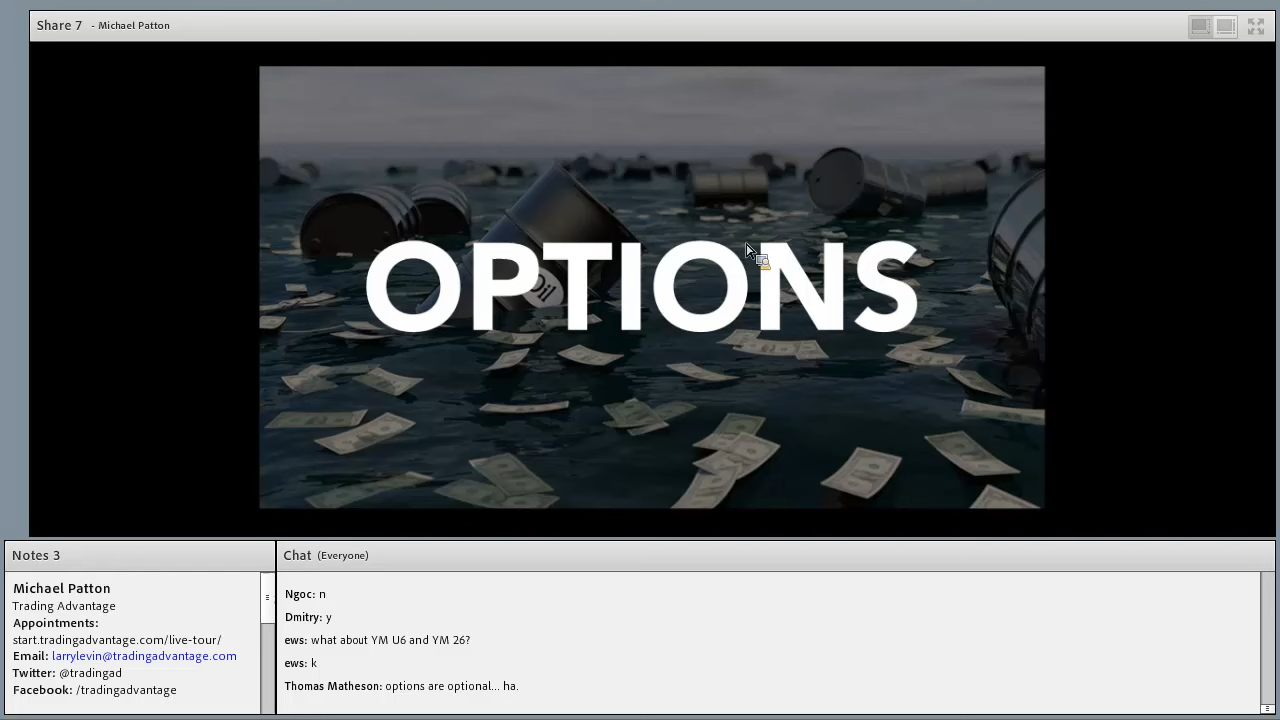 Share 7 - Michael Patton
OPTIONS
Oil
Notes 3
Michael Patton
Trading Advantage
Appointments:
start.tradingadvantage.com/live-tour/
Email: larrylevin@tradingadvantage.com
Twitter: @tradingad
Facebook: /tradingadvantage
Chat (Everyone)
Ngoc: n
Dmitry: y
ews: what about YM U6 and YM 26?
ews: k
Thomas Matheson: options are optional... ha.